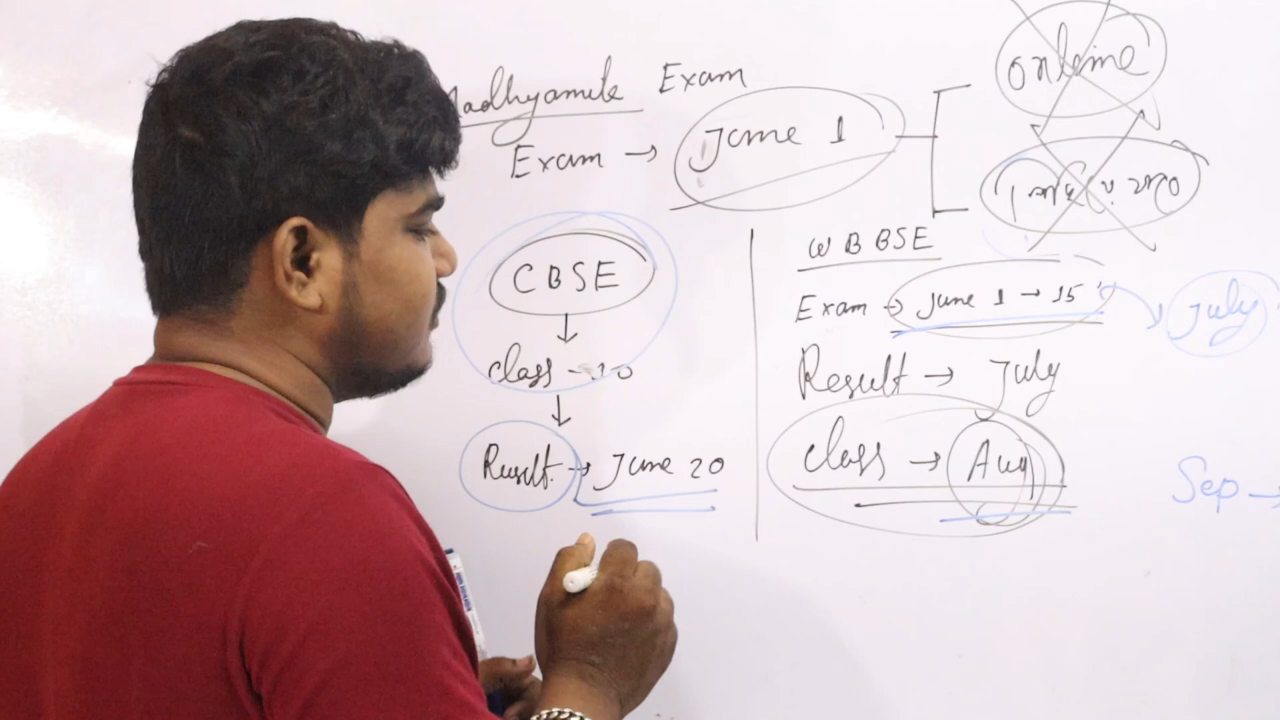 Madhyamik Exam
Exam → June 1
online
CBSE
↓
class - 10
↓
Result → June 20
WBBSE
Exam → June 1 → 15
July
Result → July
class → Aug
Sep →